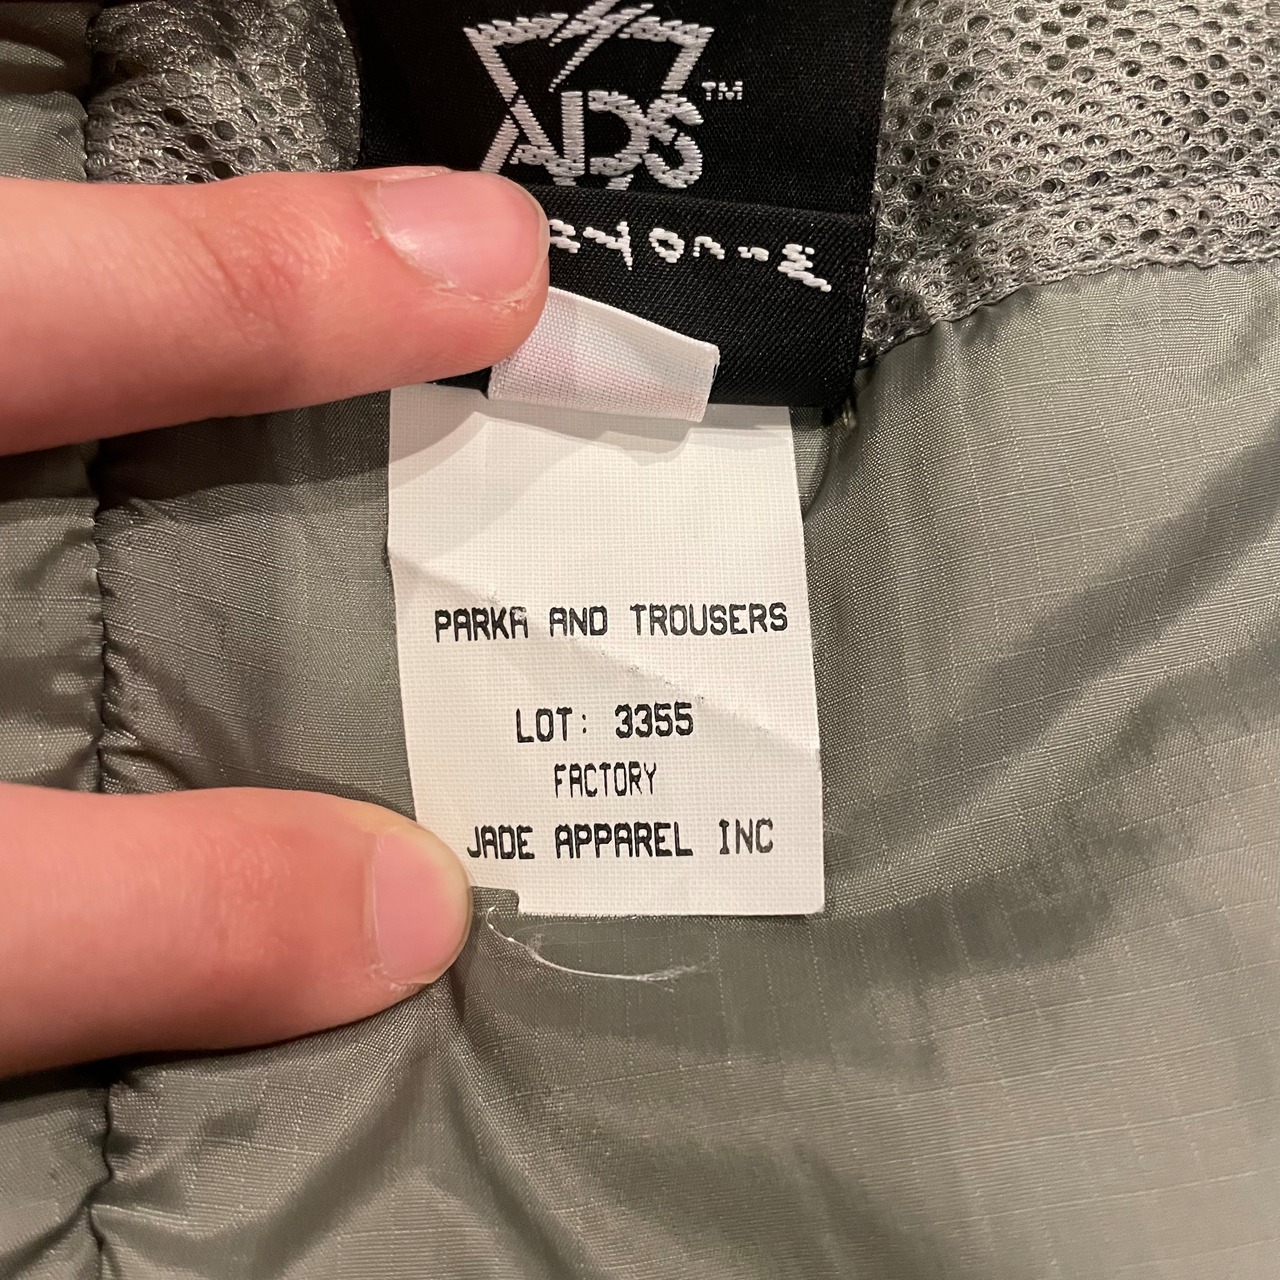 ADS™
PARKA AND TROUSERS
LOT: 3355
FACTORY
JADE APPAREL INC